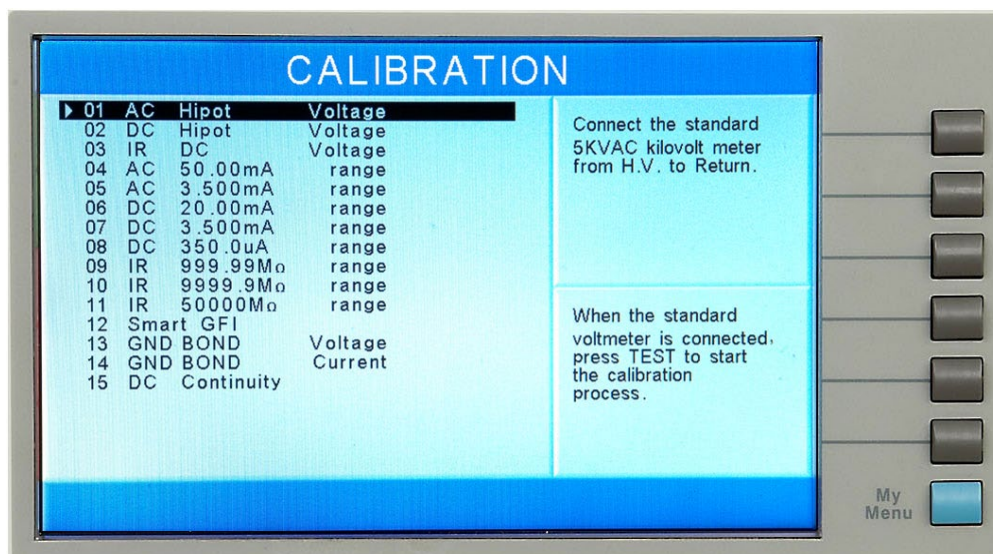 CALIBRATION
01 AC Hipot Voltage
02 DC Hipot Voltage
03 IR DC Voltage
04 AC 50.00mA range
05 AC 3.500mA range
06 DC 20.00mA range
07 DC 3.500mA range
08 DC 350.0uA range
09 IR 999.99MΩ range
10 IR 9999.9MΩ range
11 IR 50000MΩ range
12 Smart GFI
13 GND BOND Voltage
14 GND BOND Current
15 DC Continuity
Connect the standard
5KVAC kilovolt meter
from H.V. to Return.
When the standard
voltmeter is connected,
press TEST to start
the calibration
process.
My
Menu